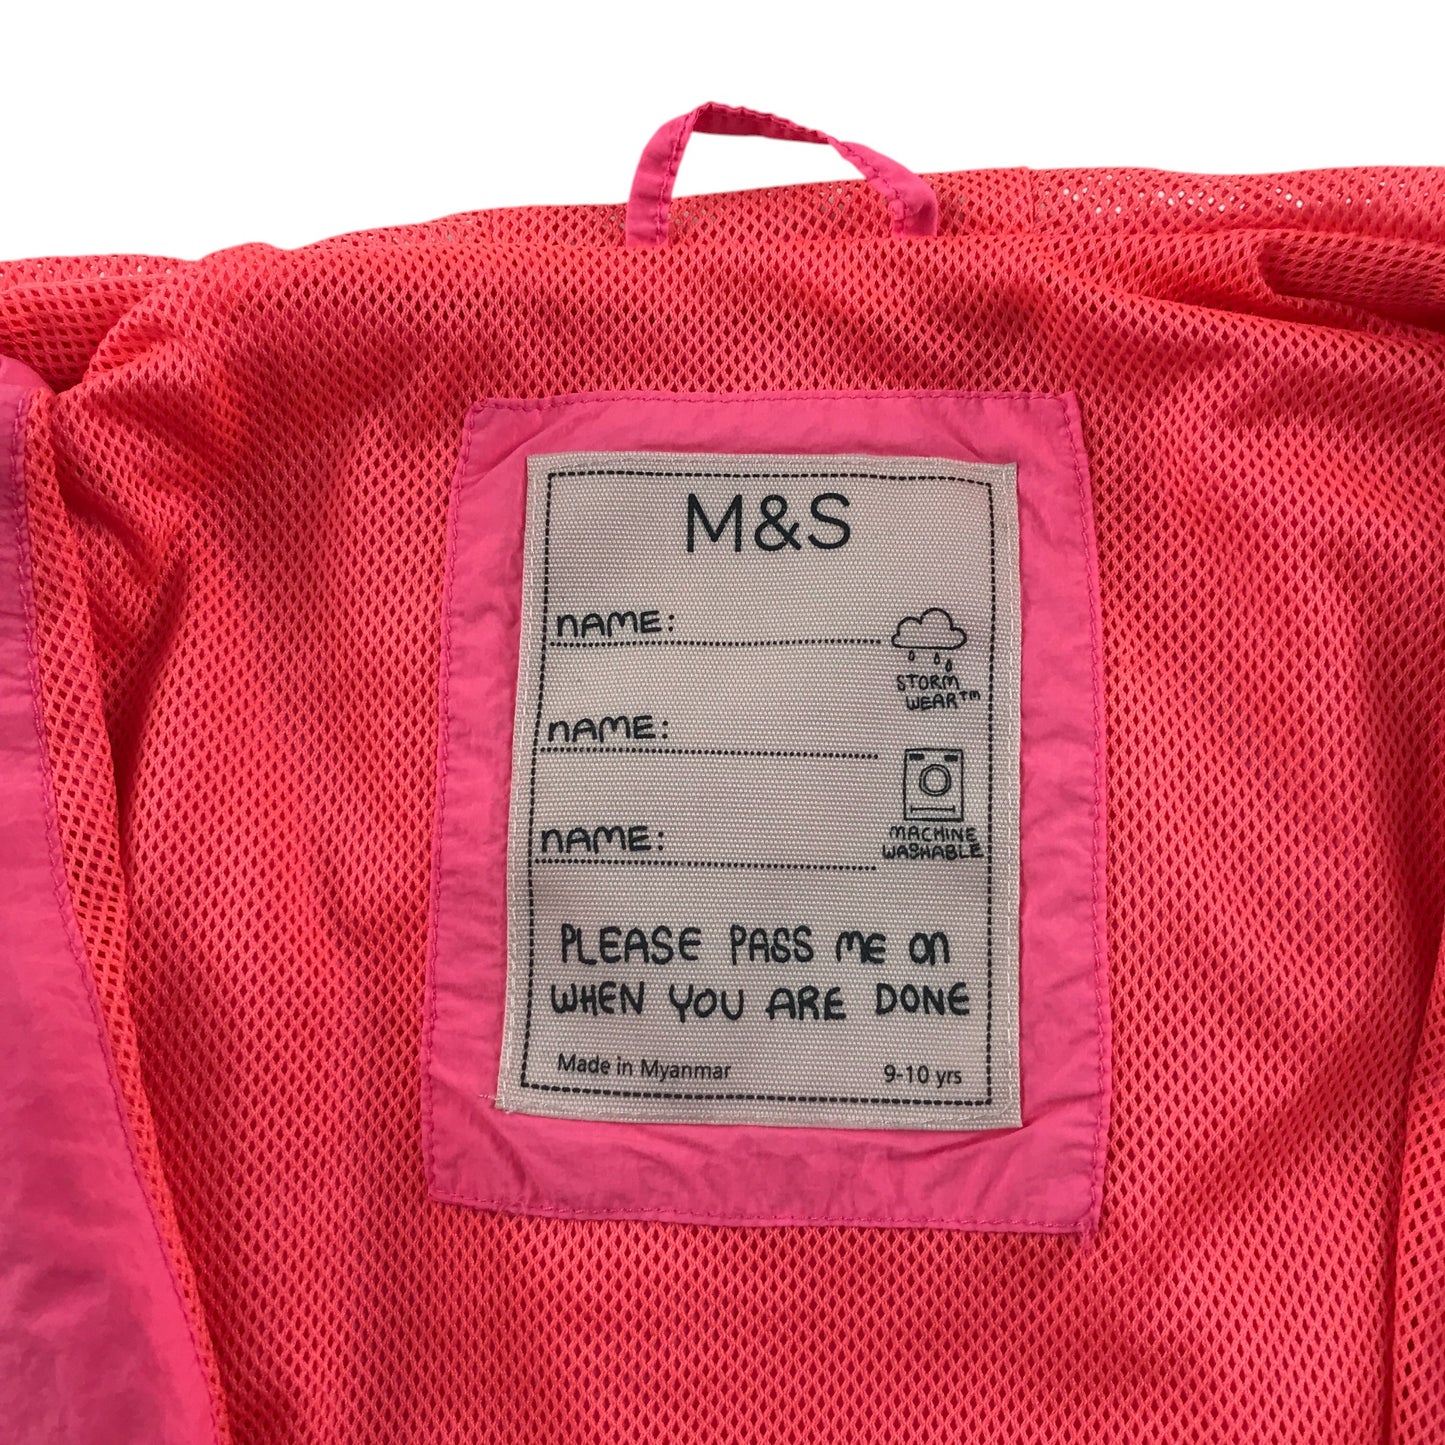 M&S
NAME:
STORM
WEAR™
NAME:
NAME:
MACHINE
WASHABLE
PLEASE PASS ME ON
WHEN YOU ARE DONE
Made in Myanmar 9-10 yrs